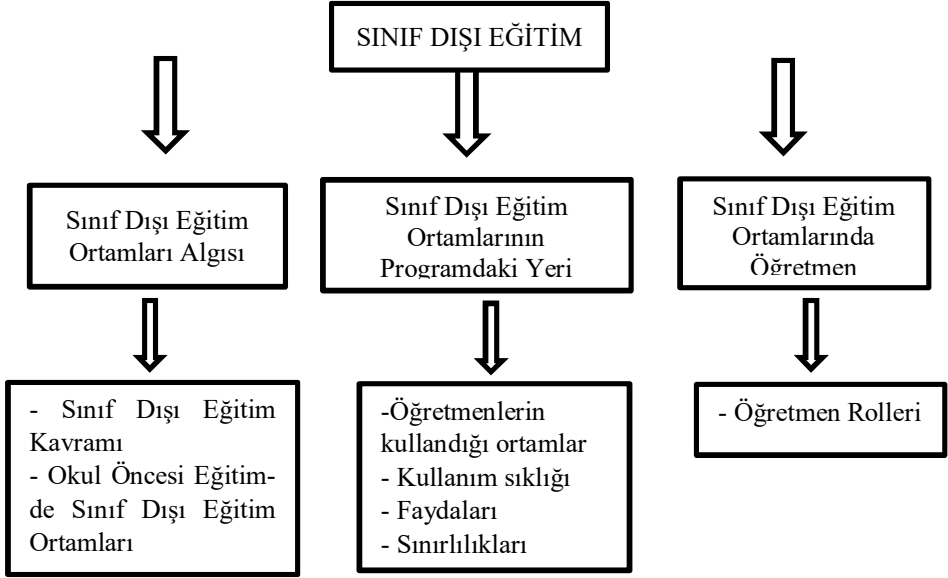 SINIF DIŞI EĞİTİM
Sınıf Dışı Eğitim
Ortamları Algısı
Sınıf Dışı Eğitim
Ortamlarının
Programdaki Yeri
Sınıf Dışı Eğitim
Ortamlarında
Öğretmen
- Sınıf Dışı Eğitim
Kavramı
- Okul Öncesi Eğitim-
de Sınıf Dışı Eğitim
Ortamları
-Öğretmenlerin
kullandığı ortamlar
- Kullanım sıklığı
- Faydaları
- Sınırlılıkları
- Öğretmen Rolleri